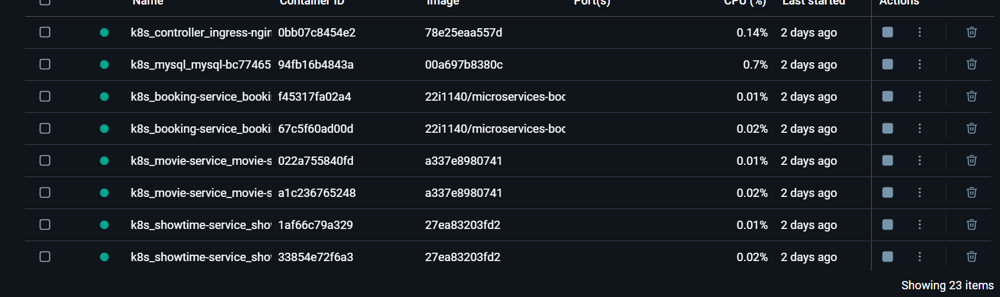 Name Container ID Image Port(s) CPU (%) Last started Actions
k8s_controller_ingress-ngin 0bb07c8454e2 78e25eaa557d 0.14% 2 days ago
k8s_mysql_mysql-bc77465 94fb16b4843a 00a697b8380c 0.7% 2 days ago
k8s_booking-service_booki f45317fa02a4 22i1140/microservices-boo 0.01% 2 days ago
k8s_booking-service_booki 67c5f60ad00d 22i1140/microservices-boo 0.02% 2 days ago
k8s_movie-service_movie-s 022a755840fd a337e8980741 0.01% 2 days ago
k8s_movie-service_movie-s a1c236765248 a337e8980741 0.02% 2 days ago
k8s_showtime-service_show 1af66c79a329 27ea83203fd2 0.01% 2 days ago
k8s_showtime-service_show 33854e72f6a3 27ea83203fd2 0.02% 2 days ago
Showing 23 items